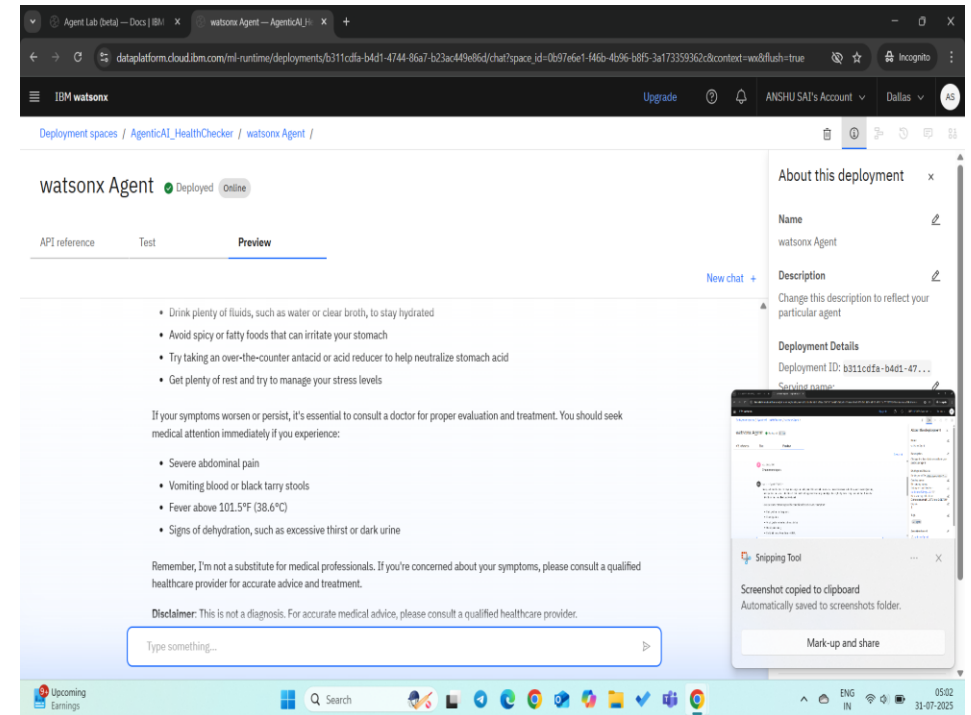 Agent Lab (beta) — Docs | IBM
watsonx Agent — AgenticAI_H
dataplatform.cloud.ibm.com/ml-runtime/deployments/b311cdfa-b4d1-4744-86a7-b23ac449e86d/chat?space_id=0b97e6e1-f46b-4b96-b8f5-3a173359362c&context=wx&flush=true
Incognito
IBM watsonx
Upgrade
ANSHU SAI's Account
Dallas
AS
Deployment spaces / AgenticAI_HealthChecker / watsonx Agent /
watsonx Agent
Deployed
Online
API reference
Test
Preview
New chat +
• Drink plenty of fluids, such as water or clear broth, to stay hydrated
• Avoid spicy or fatty foods that can irritate your stomach
• Try taking an over-the-counter antacid or acid reducer to help neutralize stomach acid
• Get plenty of rest and try to manage your stress levels
If your symptoms worsen or persist, it's essential to consult a doctor for proper evaluation and treatment. You should seek
medical attention immediately if you experience:
• Severe abdominal pain
• Vomiting blood or black tarry stools
• Fever above 101.5°F (38.6°C)
• Signs of dehydration, such as excessive thirst or dark urine
Remember, I'm not a substitute for medical professionals. If you're concerned about your symptoms, please consult a qualified
healthcare provider for accurate advice and treatment.
Disclaimer: This is not a diagnosis. For accurate medical advice, please consult a qualified healthcare provider.
Type something...
About this deployment
Name
watsonx Agent
Description
Change this description to reflect your
particular agent
Deployment Details
Deployment ID: b311cdfa-b4d1-47...
Serving name:
Snipping Tool
Screenshot copied to clipboard
Automatically saved to screenshots folder.
Mark-up and share
9+
Upcoming
Earnings
Search
ENG
IN
05:02
31-07-2025